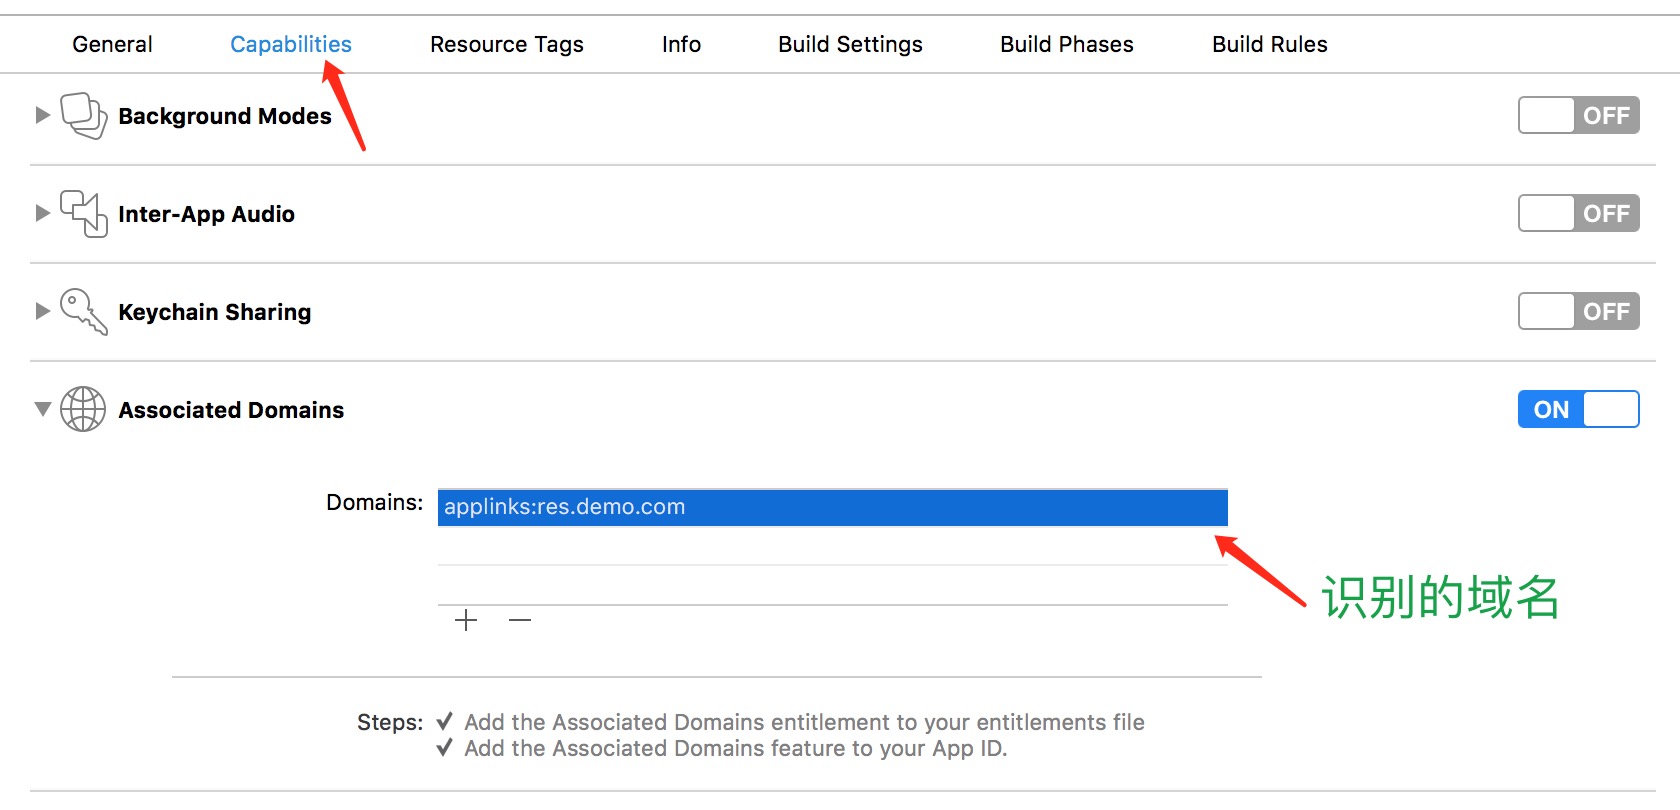 General Capabilities Resource Tags Info Build Settings Build Phases Build Rules
Background Modes OFF
Inter-App Audio OFF
Keychain Sharing OFF
Associated Domains ON
Domains: applinks:res.demo.com
识别的域名
Steps: ✓ Add the Associated Domains entitlement to your entitlements file
✓ Add the Associated Domains feature to your App ID.